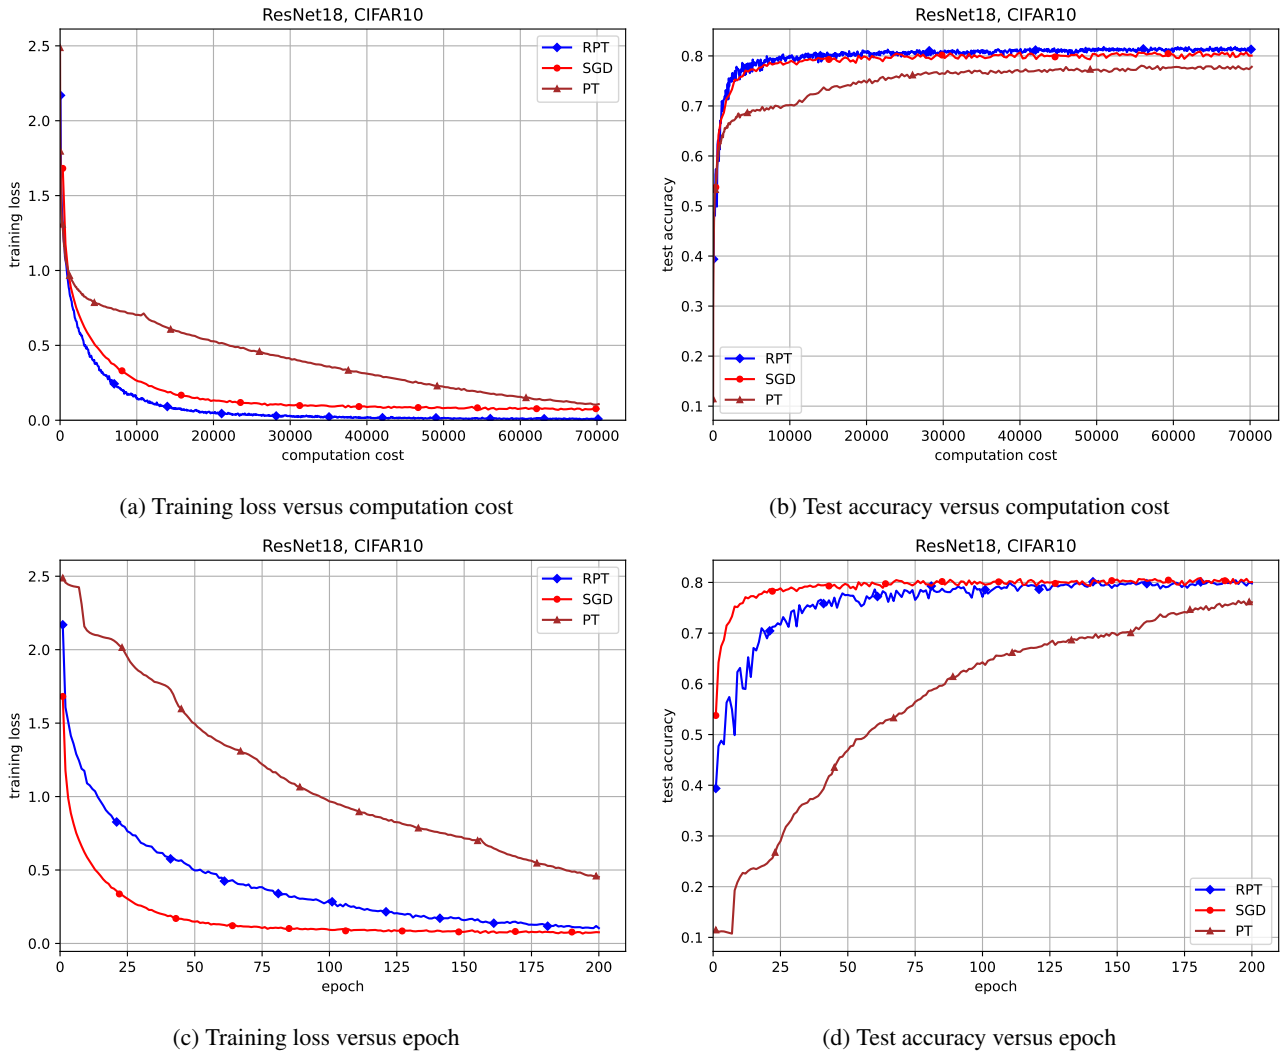 ResNet18, CIFAR10
training loss
2.5
2.0
1.5
1.0
0.5
0.0
RPT
SGD
PT
0 10000 20000 30000 40000 50000 60000 70000
computation cost
(a) Training loss versus computation cost
ResNet18, CIFAR10
test accuracy
0.8
0.7
0.6
0.5
0.4
0.3
0.2
0.1
RPT
SGD
PT
0 10000 20000 30000 40000 50000 60000 70000
computation cost
(b) Test accuracy versus computation cost
ResNet18, CIFAR10
training loss
2.5
2.0
1.5
1.0
0.5
0.0
RPT
SGD
PT
0 25 50 75 100 125 150 175 200
epoch
(c) Training loss versus epoch
ResNet18, CIFAR10
test accuracy
0.8
0.7
0.6
0.5
0.4
0.3
0.2
0.1
RPT
SGD
PT
0 25 50 75 100 125 150 175 200
epoch
(d) Test accuracy versus epoch